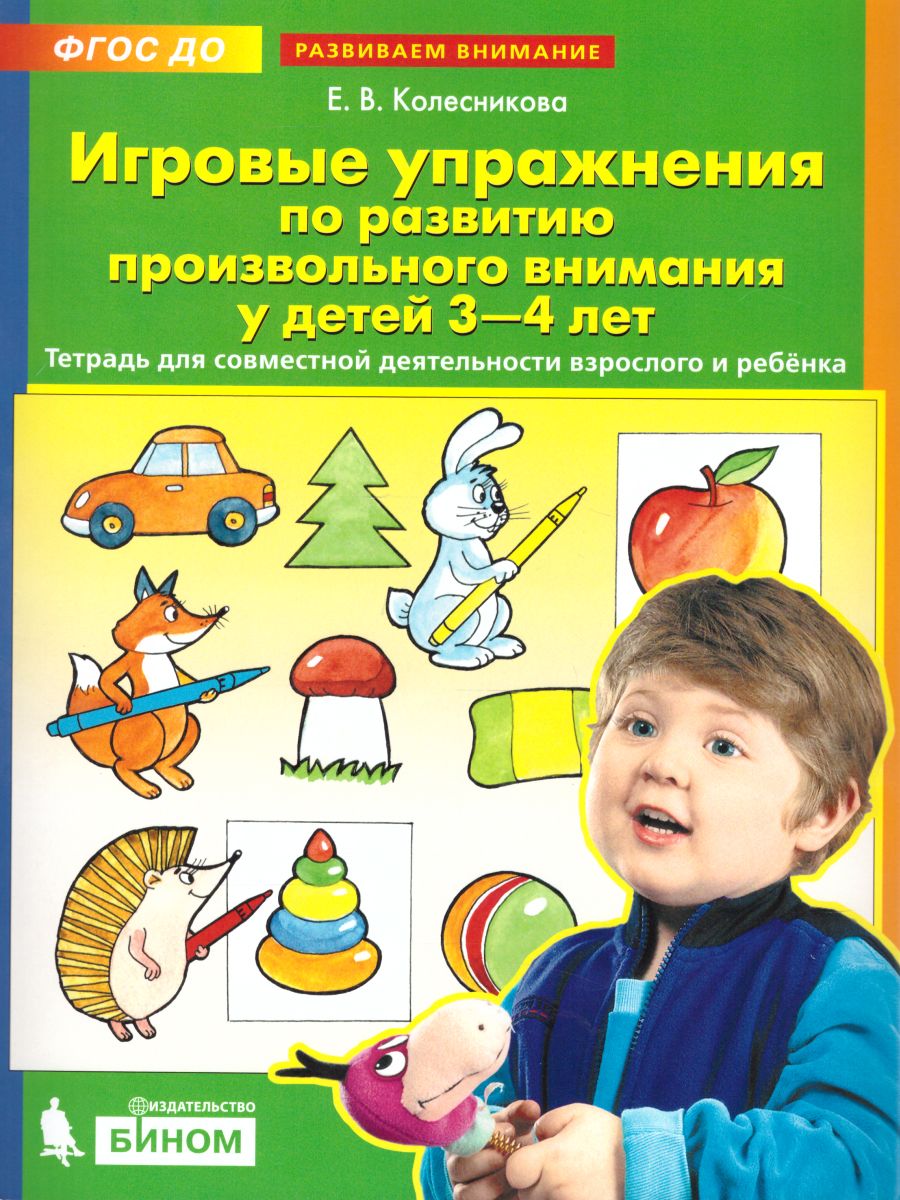 ФГОС ДО
РАЗВИВАЕМ ВНИМАНИЕ
Е. В. Колесникова
Игровые упражнения
по развитию
произвольного внимания
у детей 3—4 лет
Тетрадь для совместной деятельности взрослого и ребёнка
ИЗДАТЕЛЬСТВО
БИНОМ